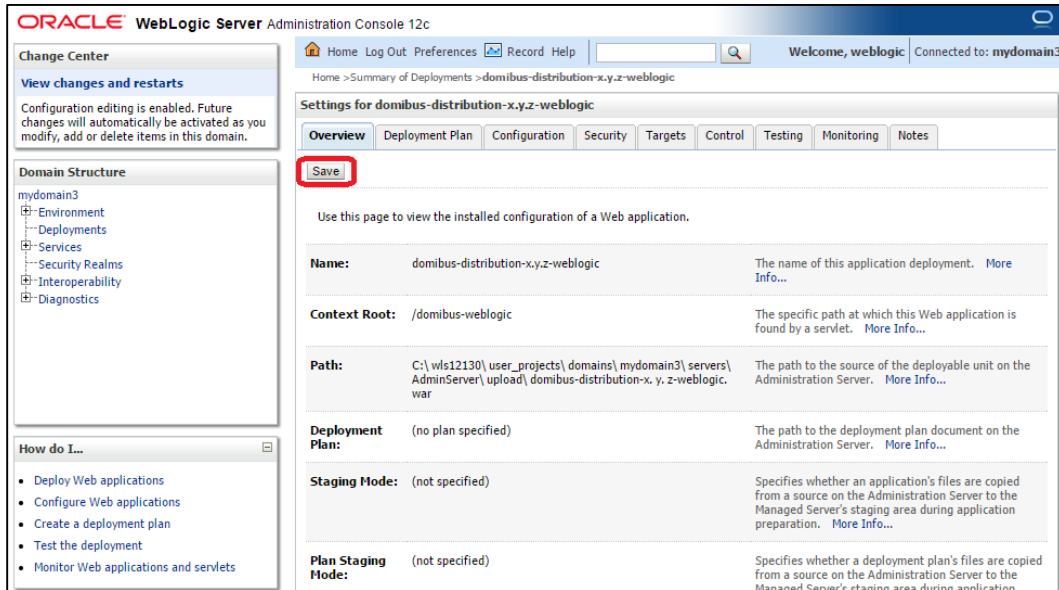 ORACLE WebLogic Server Administration Console 12c
Change Center
View changes and restarts
Configuration editing is enabled. Future
changes will automatically be activated as you
modify, add or delete items in this domain.
Domain Structure
mydomain3
Environment
Deployments
Services
Security Realms
Interoperability
Diagnostics
How do I...
Deploy Web applications
Configure Web applications
Create a deployment plan
Test the deployment
Monitor Web applications and servlets
Home Log Out Preferences Record Help
Welcome, weblogic Connected to: mydomain3
Home >Summary of Deployments >domibus-distribution-x.y.z-weblogic
Settings for domibus-distribution-x.y.z-weblogic
Overview Deployment Plan Configuration Security Targets Control Testing Monitoring Notes
Save
Use this page to view the installed configuration of a Web application.
Name: domibus-distribution-x.y.z-weblogic The name of this application deployment. More
Info...
Context Root: /domibus-weblogic The specific path at which this Web application is
found by a servlet. More Info...
Path: C:\ wls12130\ user_projects\ domains\ mydomain3\ servers\ The path to the source of the deployable unit on the
AdminServer\ upload\ domibus-distribution-x. y. z-weblogic. Administration Server. More Info...
war
Deployment (no plan specified) The path to the deployment plan document on the
Plan: Administration Server. More Info...
Staging Mode: (not specified) Specifies whether an application's files are copied
from a source on the Administration Server to the
Managed Server's staging area during application
preparation. More Info...
Plan Staging (not specified) Specifies whether a deployment plan's files are copied
Mode: from a source on the Administration Server to the
Managed Server's staging area during application